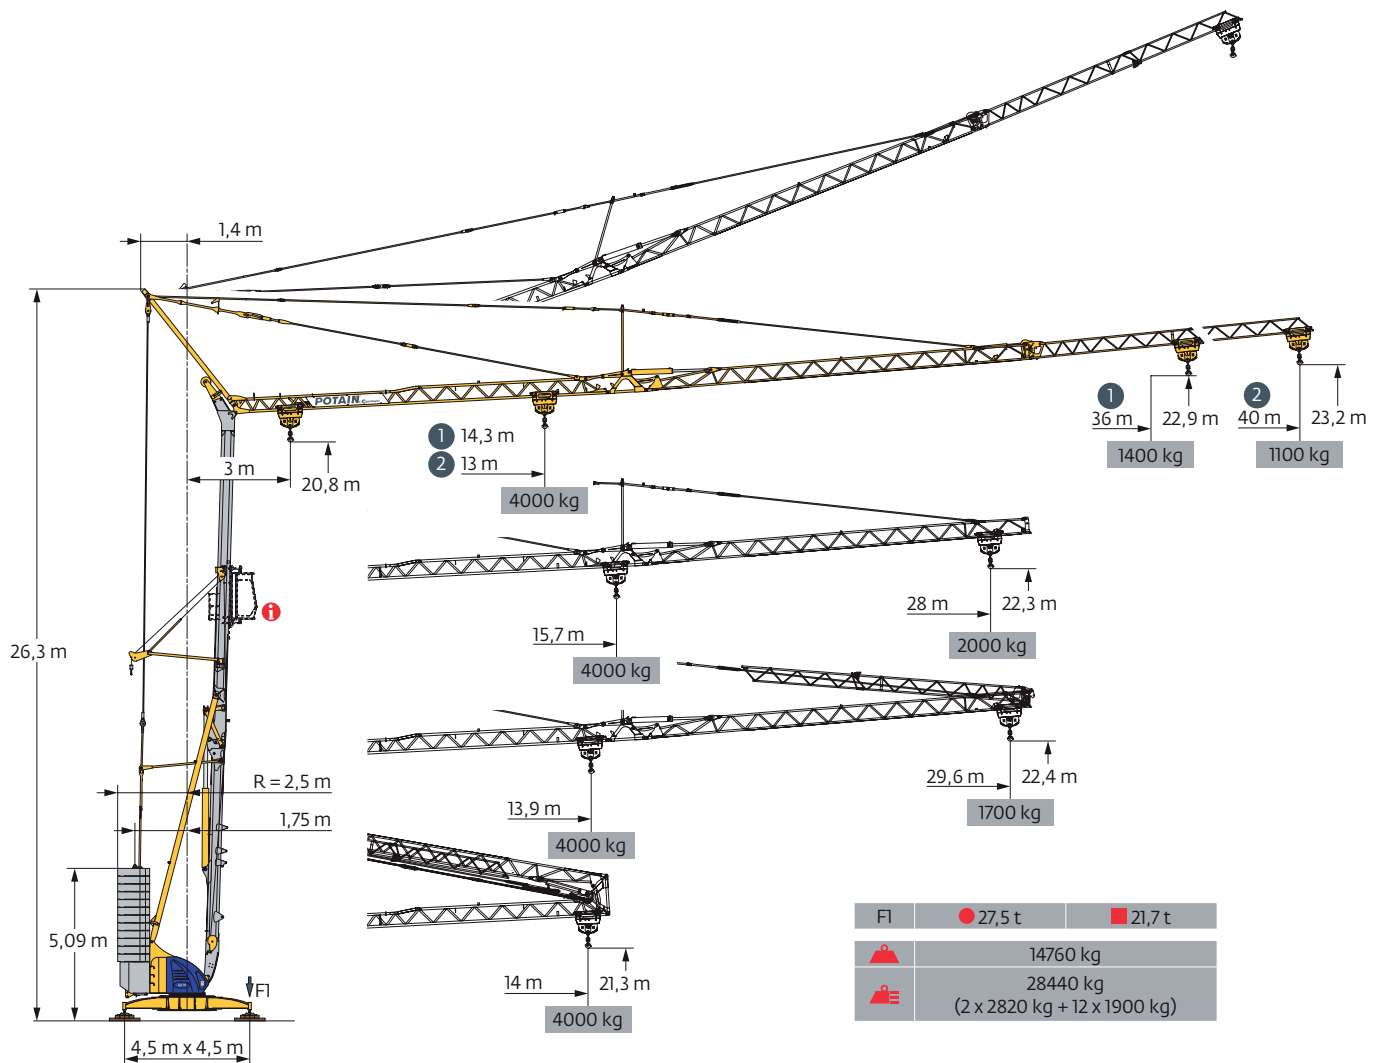 1,4 m
POTAIN
1
14,3 m
2
13 m
3 m
20,8 m
4000 kg
1
36 m
22,9 m
1400 kg
2
40 m
23,2 m
1100 kg
i
26,3 m
15,7 m
4000 kg
28 m
22,3 m
2000 kg
R = 2,5 m
1,75 m
13,9 m
4000 kg
29,6 m
22,4 m
1700 kg
5,09 m
F1
4,5 m x 4,5 m
14 m
21,3 m
4000 kg
F1 27,5 t 21,7 t
14760 kg
28440 kg
(2 x 2820 kg + 12 x 1900 kg)